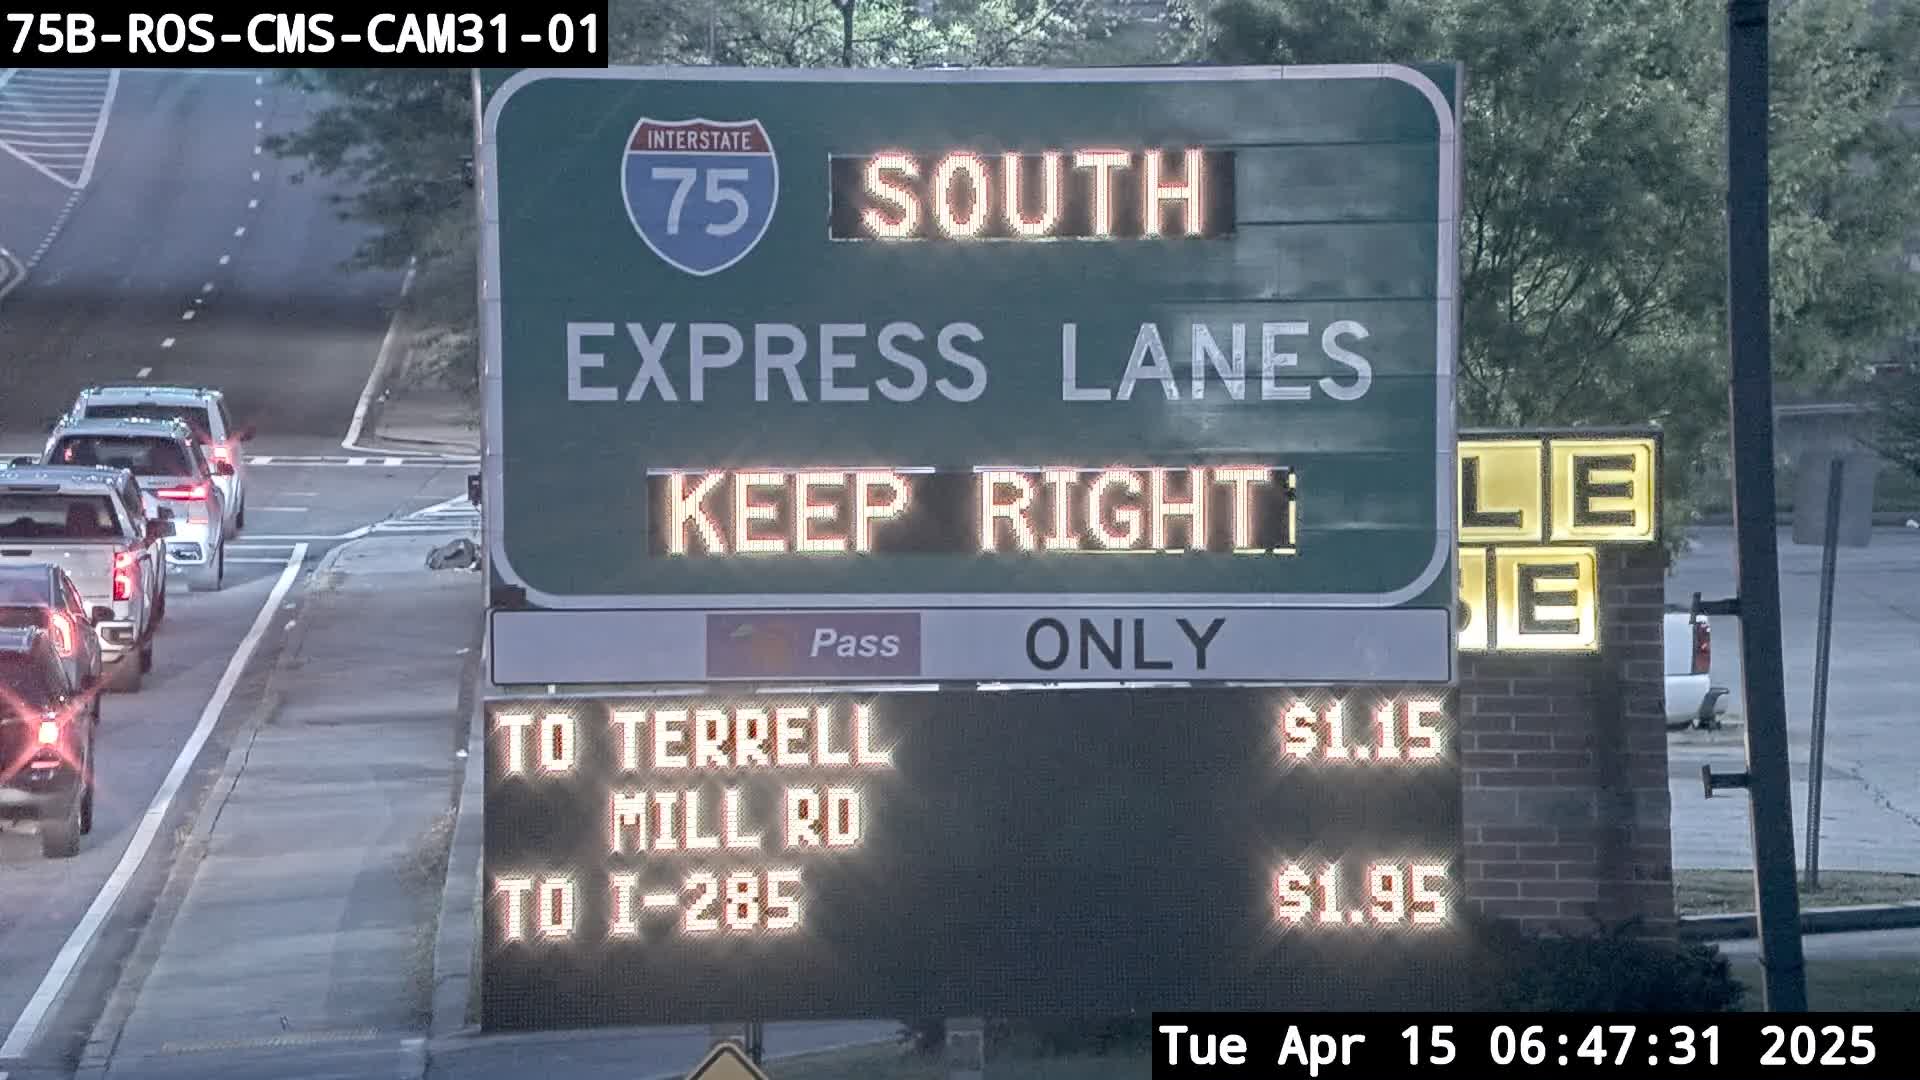 75B-ROS-CMS-CAM31-01
INTERSTATE
75
SOUTH
EXPRESS LANES
KEEP RIGHT
Pass ONLY
TO TERRELL $1.15
MILL RD
TO I-285 $1.95
LE
E
Tue Apr 15 06:47:31 2025